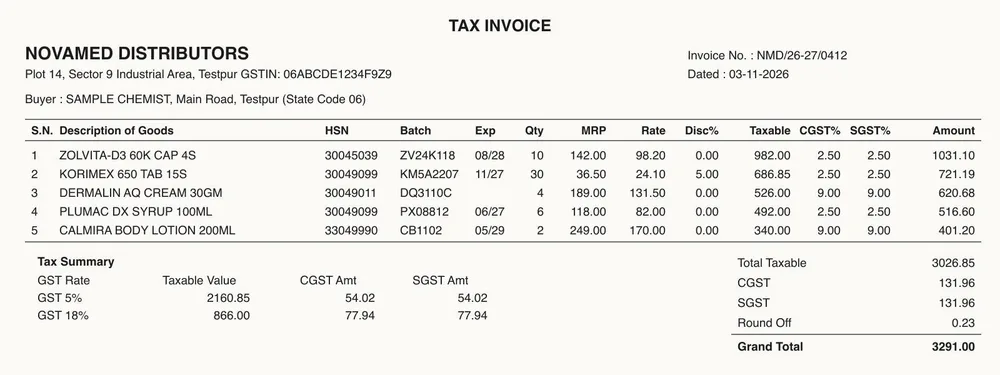 TAX INVOICE
NOVAMED DISTRIBUTORS
Invoice No. : NMD/26-27/0412
Plot 14, Sector 9 Industrial Area, Testpur GSTIN: 06ABCDE1234F9Z9
Dated : 03-11-2026
Buyer : SAMPLE CHEMIST, Main Road, Testpur (State Code 06)
S.N. Description of Goods HSN Batch Exp Qty MRP Rate Disc% Taxable CGST% SGST% Amount
1 ZOLVITA-D3 60K CAP 4S 30045039 ZV24K118 08/28 10 142.00 98.20 0.00 982.00 2.50 2.50 1031.10
2 KORIMEX 650 TAB 15S 30049099 KM5A2207 11/27 30 36.50 24.10 5.00 686.85 2.50 2.50 721.19
3 DERMALIN AQ CREAM 30GM 30049011 DQ3110C 4 189.00 131.50 0.00 526.00 9.00 9.00 620.68
4 PLUMAC DX SYRUP 100ML 30049099 PX08812 06/27 6 118.00 82.00 0.00 492.00 2.50 2.50 516.60
5 CALMIRA BODY LOTION 200ML 33049990 CB1102 05/29 2 249.00 170.00 0.00 340.00 9.00 9.00 401.20
Tax Summary
GST Rate Taxable Value CGST Amt SGST Amt
GST 5% 2160.85 54.02 54.02
GST 18% 866.00 77.94 77.94
Total Taxable 3026.85
CGST 131.96
SGST 131.96
Round Off 0.23
Grand Total 3291.00